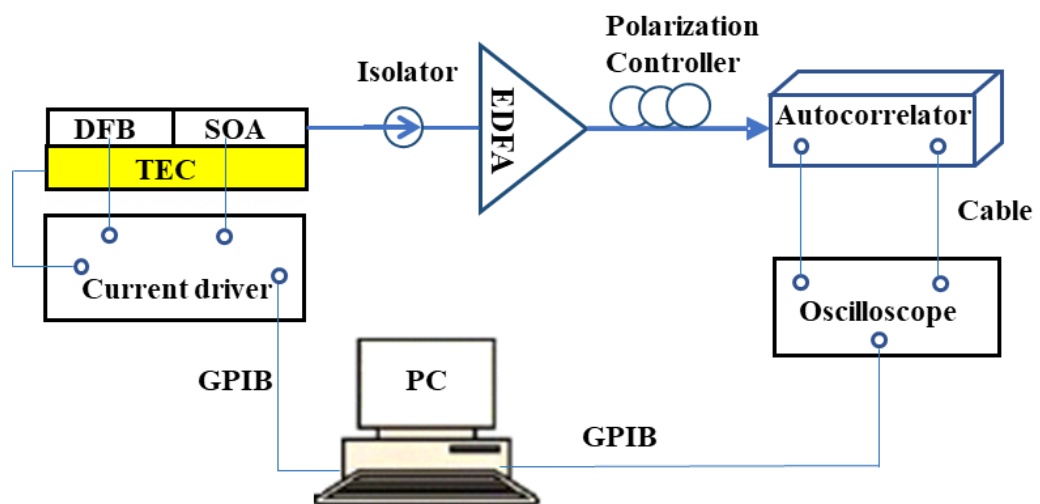 Polarization
Controller
Isolator
EDFA
DFB
SOA
Autocorrelator
TEC
Cable
Current driver
Oscilloscope
GPIB
PC
GPIB